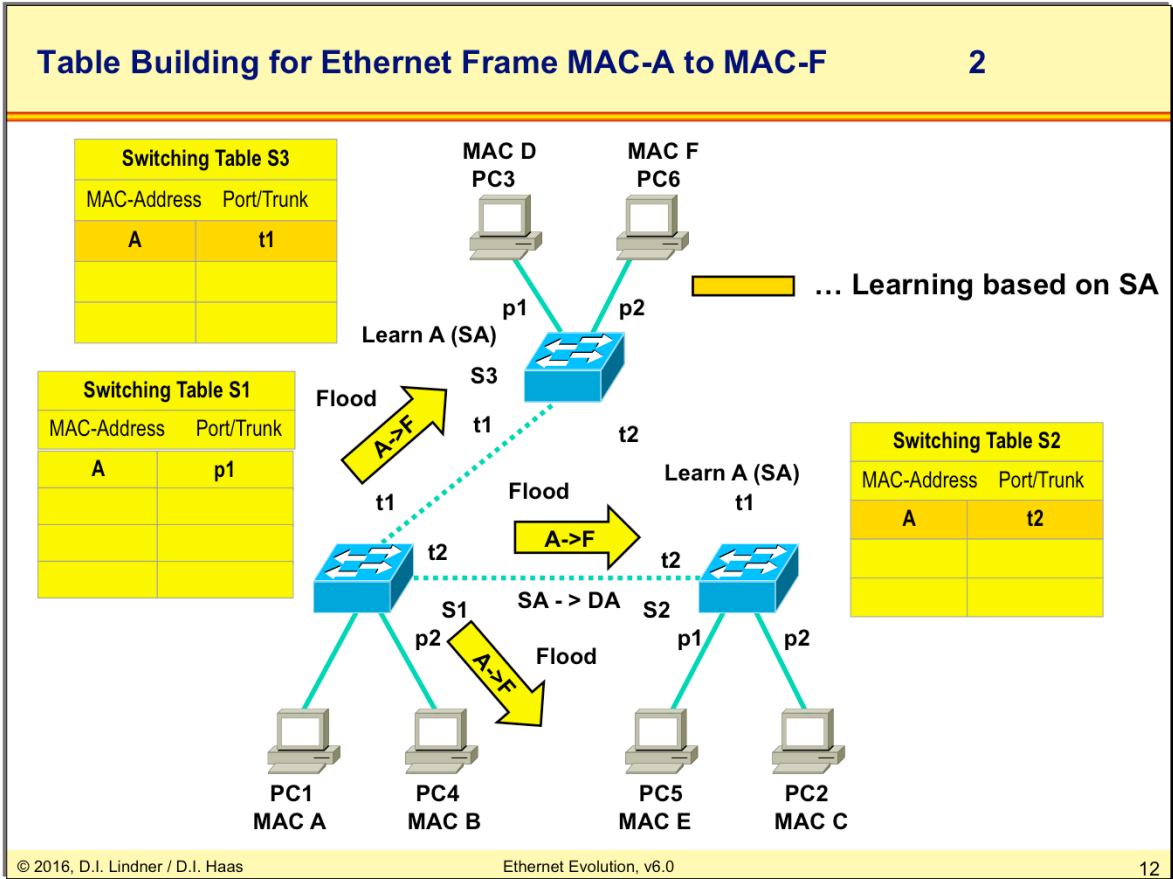 Table Building for Ethernet Frame MAC-A to MAC-F 2
Switching Table S3
MAC-Address Port/Trunk
A t1
MAC D
PC3
MAC F
PC6
… Learning based on SA
p1
p2
Learn A (SA)
S3
t1
t2
Switching Table S1
MAC-Address Port/Trunk
A p1
Flood
A->F
t1
t2
Flood
A->F
Learn A (SA)
t1
t2
Switching Table S2
MAC-Address Port/Trunk
A t2
SA - > DA
S1
S2
p2
A->F
Flood
p1
p2
PC1
MAC A
PC4
MAC B
PC5
MAC E
PC2
MAC C
© 2016, D.I. Lindner / D.I. Haas
Ethernet Evolution, v6.0
12